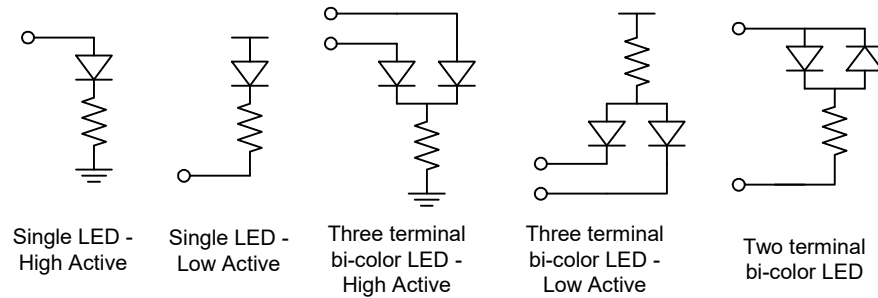 Single LED -
High Active
Single LED -
Low Active
Three terminal
bi-color LED -
High Active
Three terminal
bi-color LED -
Low Active
Two terminal
bi-color LED